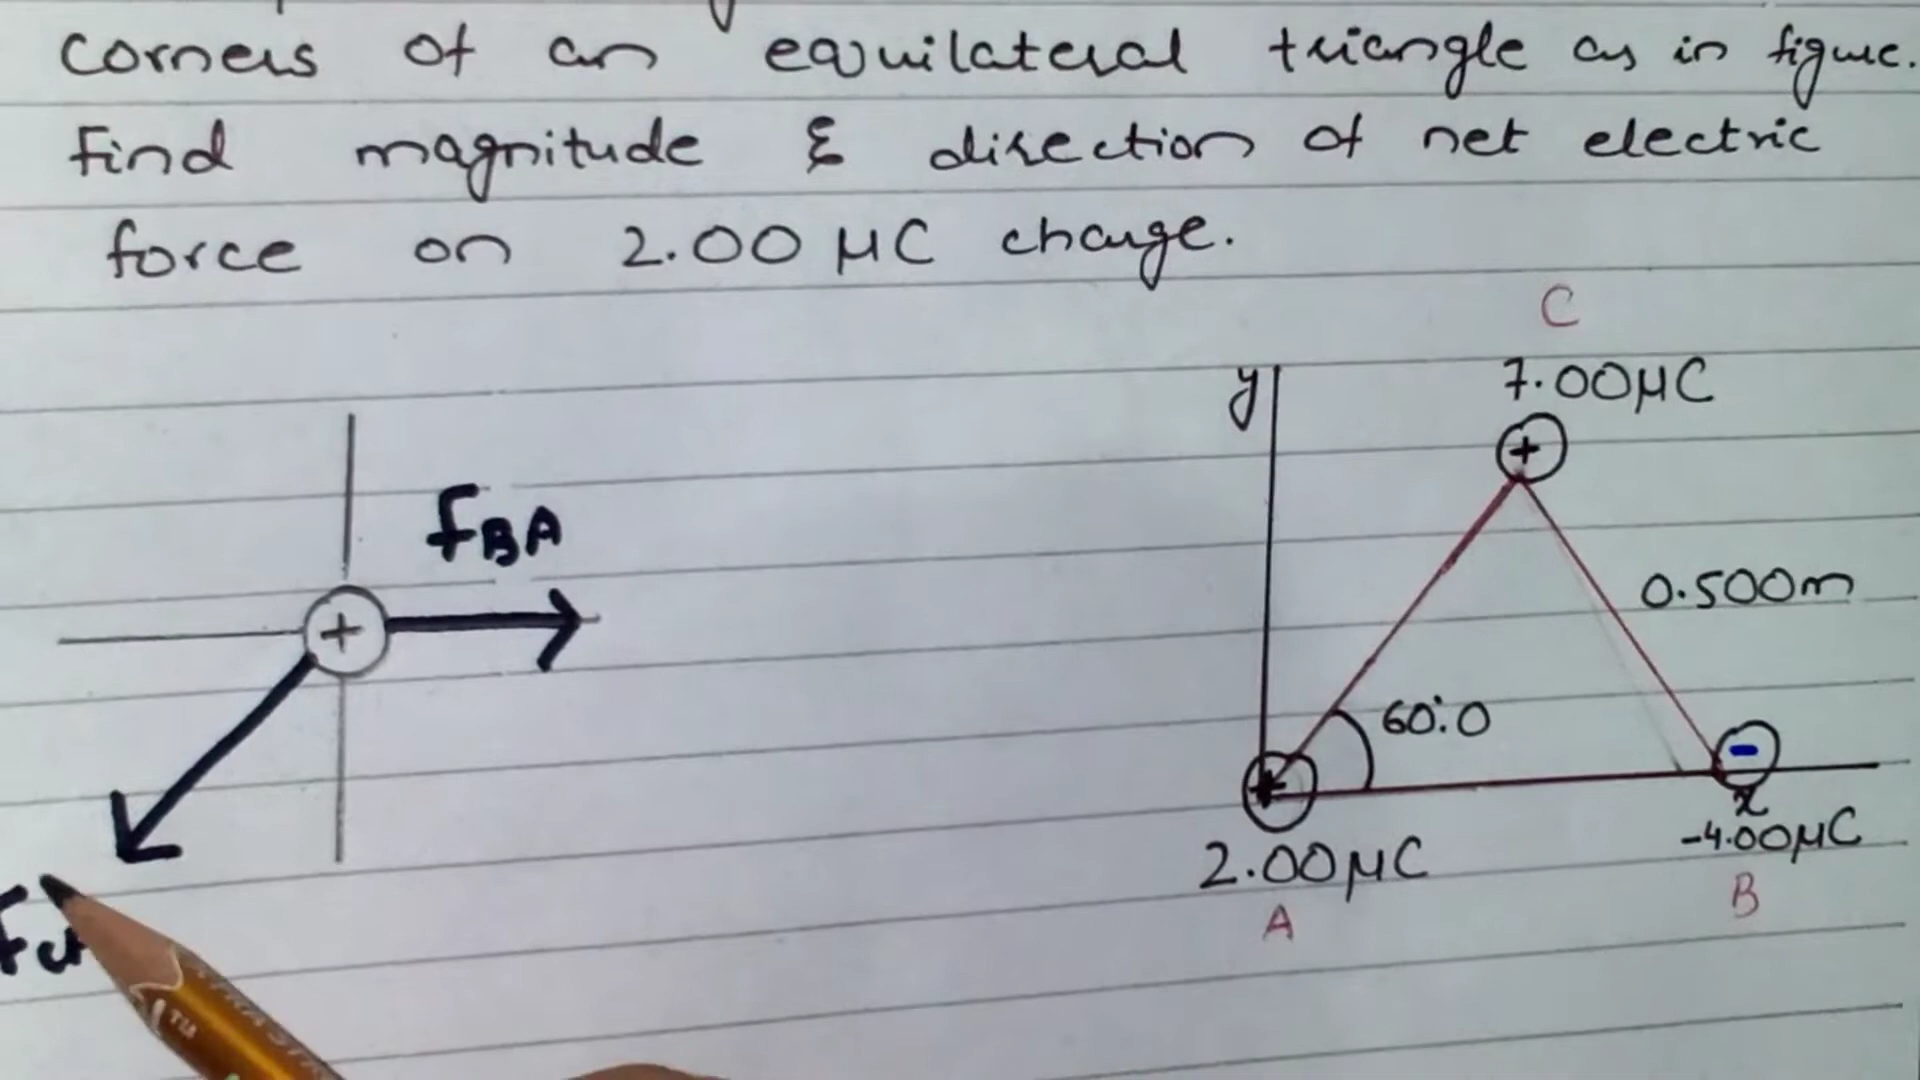 corners of an equilateral triangle as in figure.
Find magnitude & direction of net electric
force on 2.00 μC charge.
C
7.00μC
y
+
FBA
0.500m
+
60.0°
-
+
x
-4.00μC
2.00μC
B
A